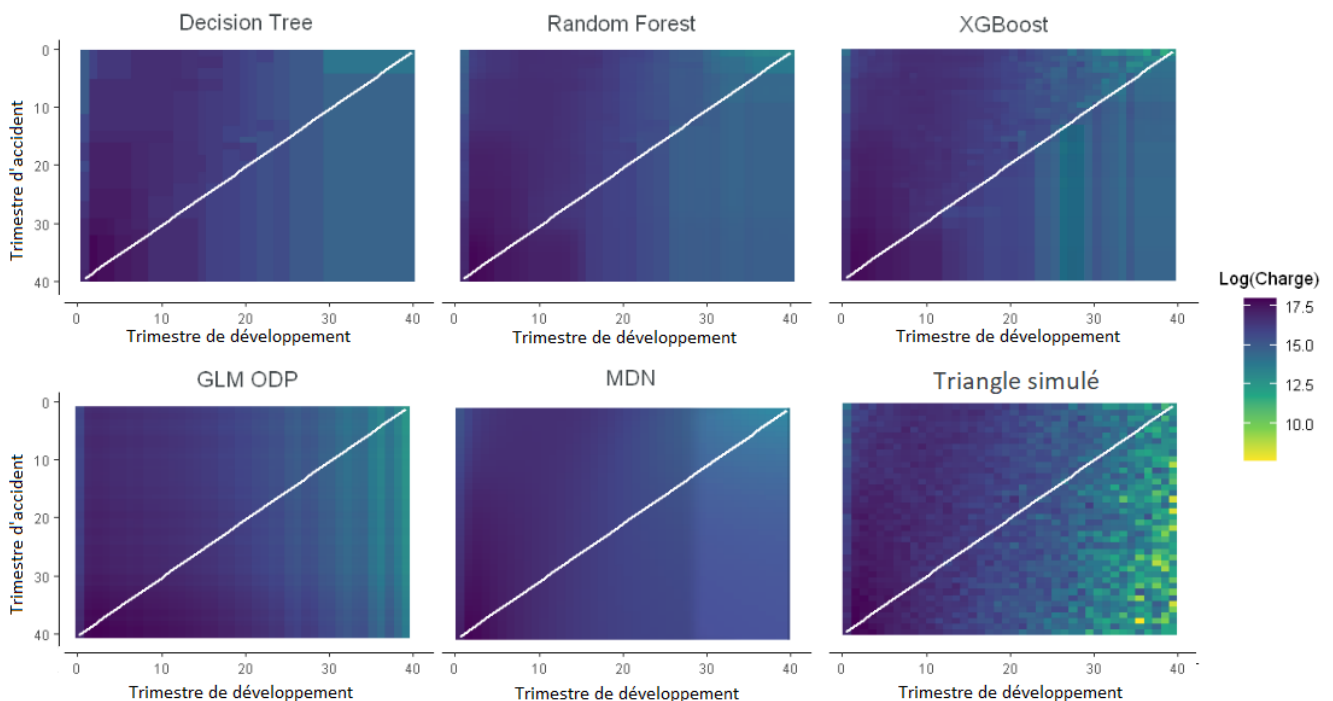 Decision Tree
Random Forest
XGBoost
Trimestre d'accident
0
10
20
30
40
0 10 20 30 40
0 10 20 30 40
0 10 20 30 40
Trimestre de développement
Trimestre de développement
Trimestre de développement
Log(Charge)
17.5
15.0
12.5
10.0
GLM ODP
MDN
Triangle simulé
Trimestre d'accident
0
10
20
30
40
0 10 20 30 40
0 10 20 30 40
0 10 20 30 40
Trimestre de développement
Trimestre de développement
Trimestre de développement